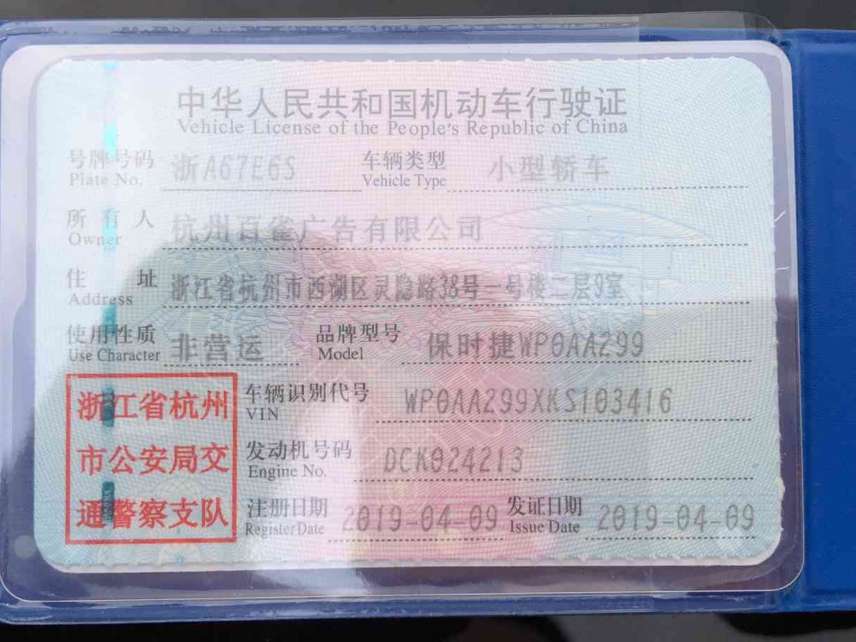 中华人民共和国机动车行驶证
Vehicle License of the People's Republic of China
号牌号码 浙A67E6S 车辆类型 小型轿车
Plate No. Vehicle Type
所有人 杭州百雀广告有限公司
Owner
住址 浙江省杭州市西湖区灵隐路38号一号楼二层9室
Address
使用性质 非营运 品牌型号 保时捷WP0AA299
Use Character Model
浙江省杭州
市公安局交
通警察支队
车辆识别代号 WP0AA299XKS103416
VIN
发动机号码 DCK024213
Engine No.
注册日期 2019-04-09 发证日期 2019-04-09
Register Date Issue Date